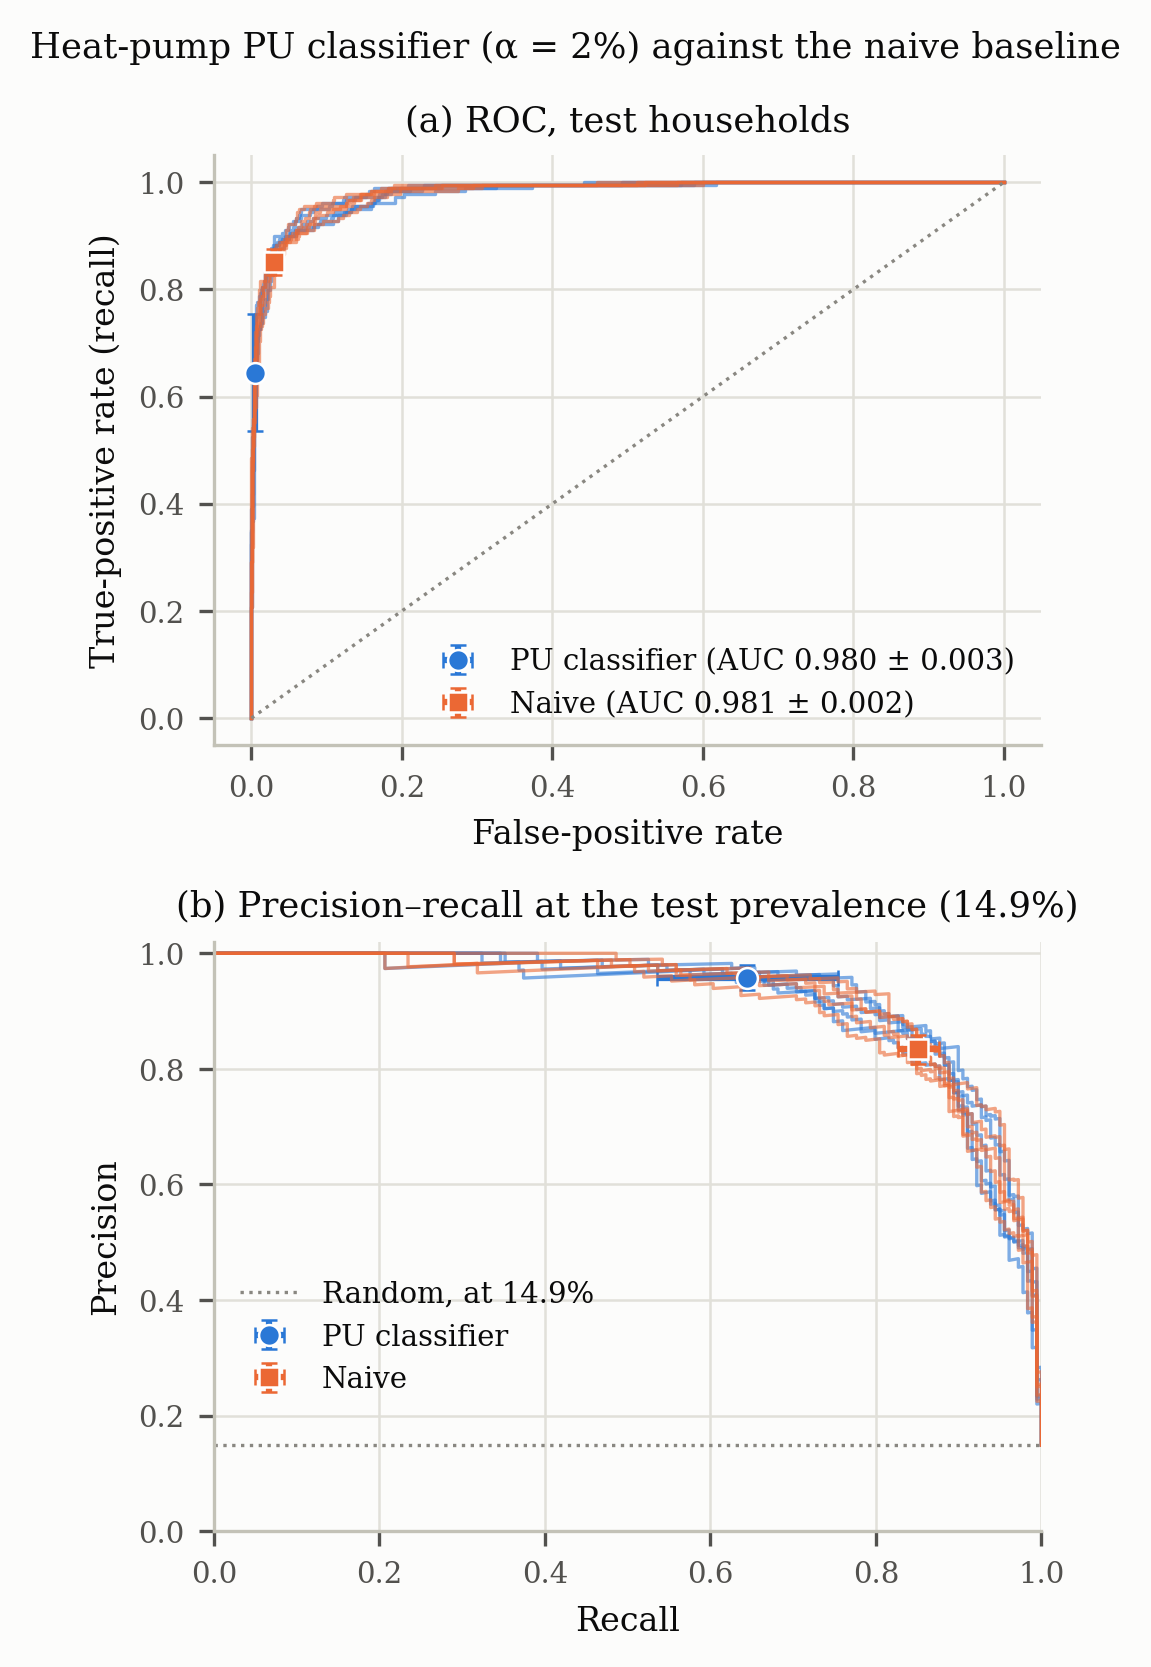 Heat-pump PU classifier (α = 2%) against the naive baseline
(a) ROC, test households
1.0
0.8
0.6
0.4
0.2
0.0
True-positive rate (recall)
PU classifier (AUC 0.980 ± 0.003)
Naive (AUC 0.981 ± 0.002)
0.0 0.2 0.4 0.6 0.8 1.0
False-positive rate
(b) Precision–recall at the test prevalence (14.9%)
1.0
0.8
0.6
0.4
0.2
0.0
Precision
Random, at 14.9%
PU classifier
Naive
0.0 0.2 0.4 0.6 0.8 1.0
Recall